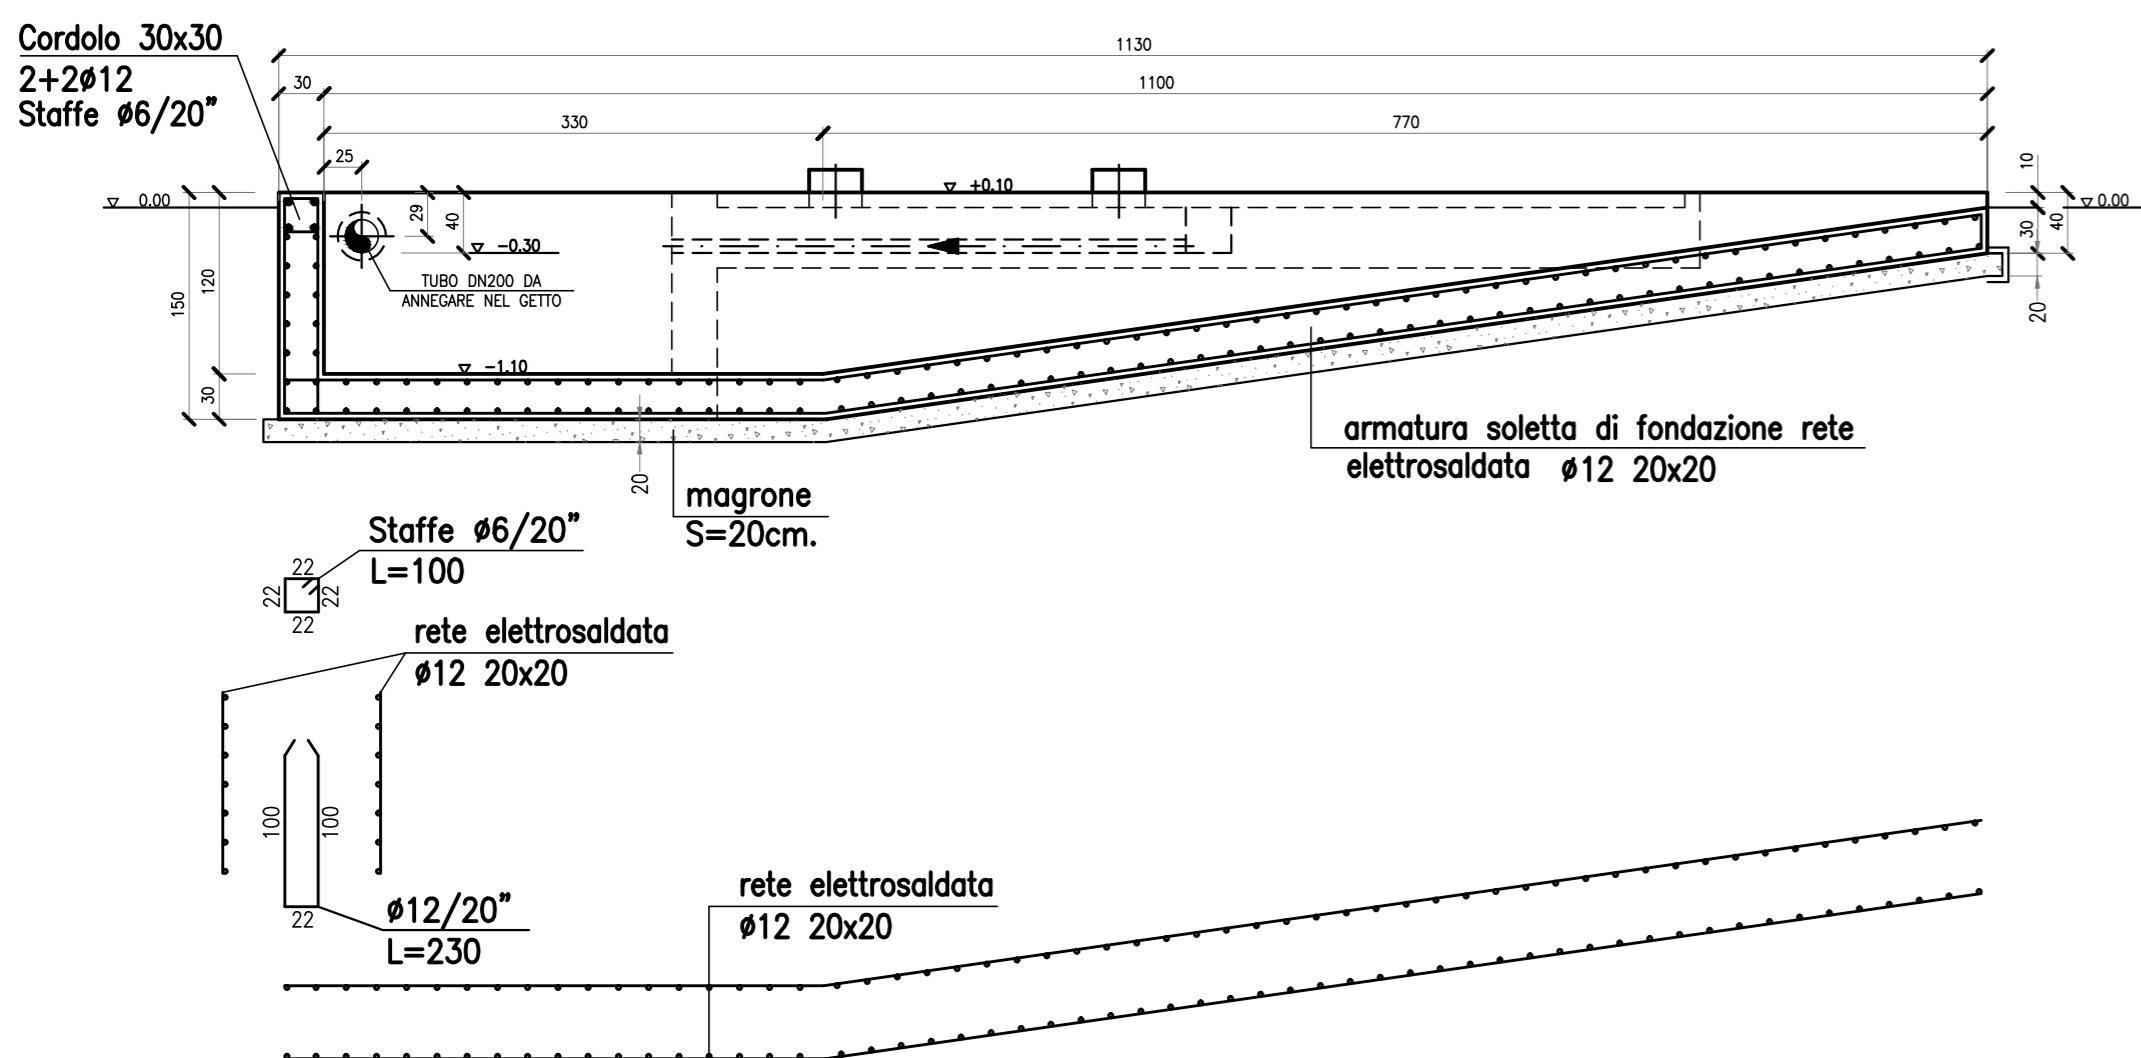 Cordolo 30x30
2+2ø12
Staffe ø6/20"
1130
30
1100
330
770
25
10
+0.10
0.00
0.00
29
40
30
40
-0.30
120
150
TUBO DN200 DA
ANNEGARE NEL GETTO
20
-1.10
30
armatura soletta di fondazione rete
elettrosaldata ø12 20x20
20
magrone
S=20cm.
Staffe ø6/20"
L=100
22
22
22
22
rete elettrosaldata
ø12 20x20
100
100
rete elettrosaldata
ø12 20x20
ø12/20"
22
L=230